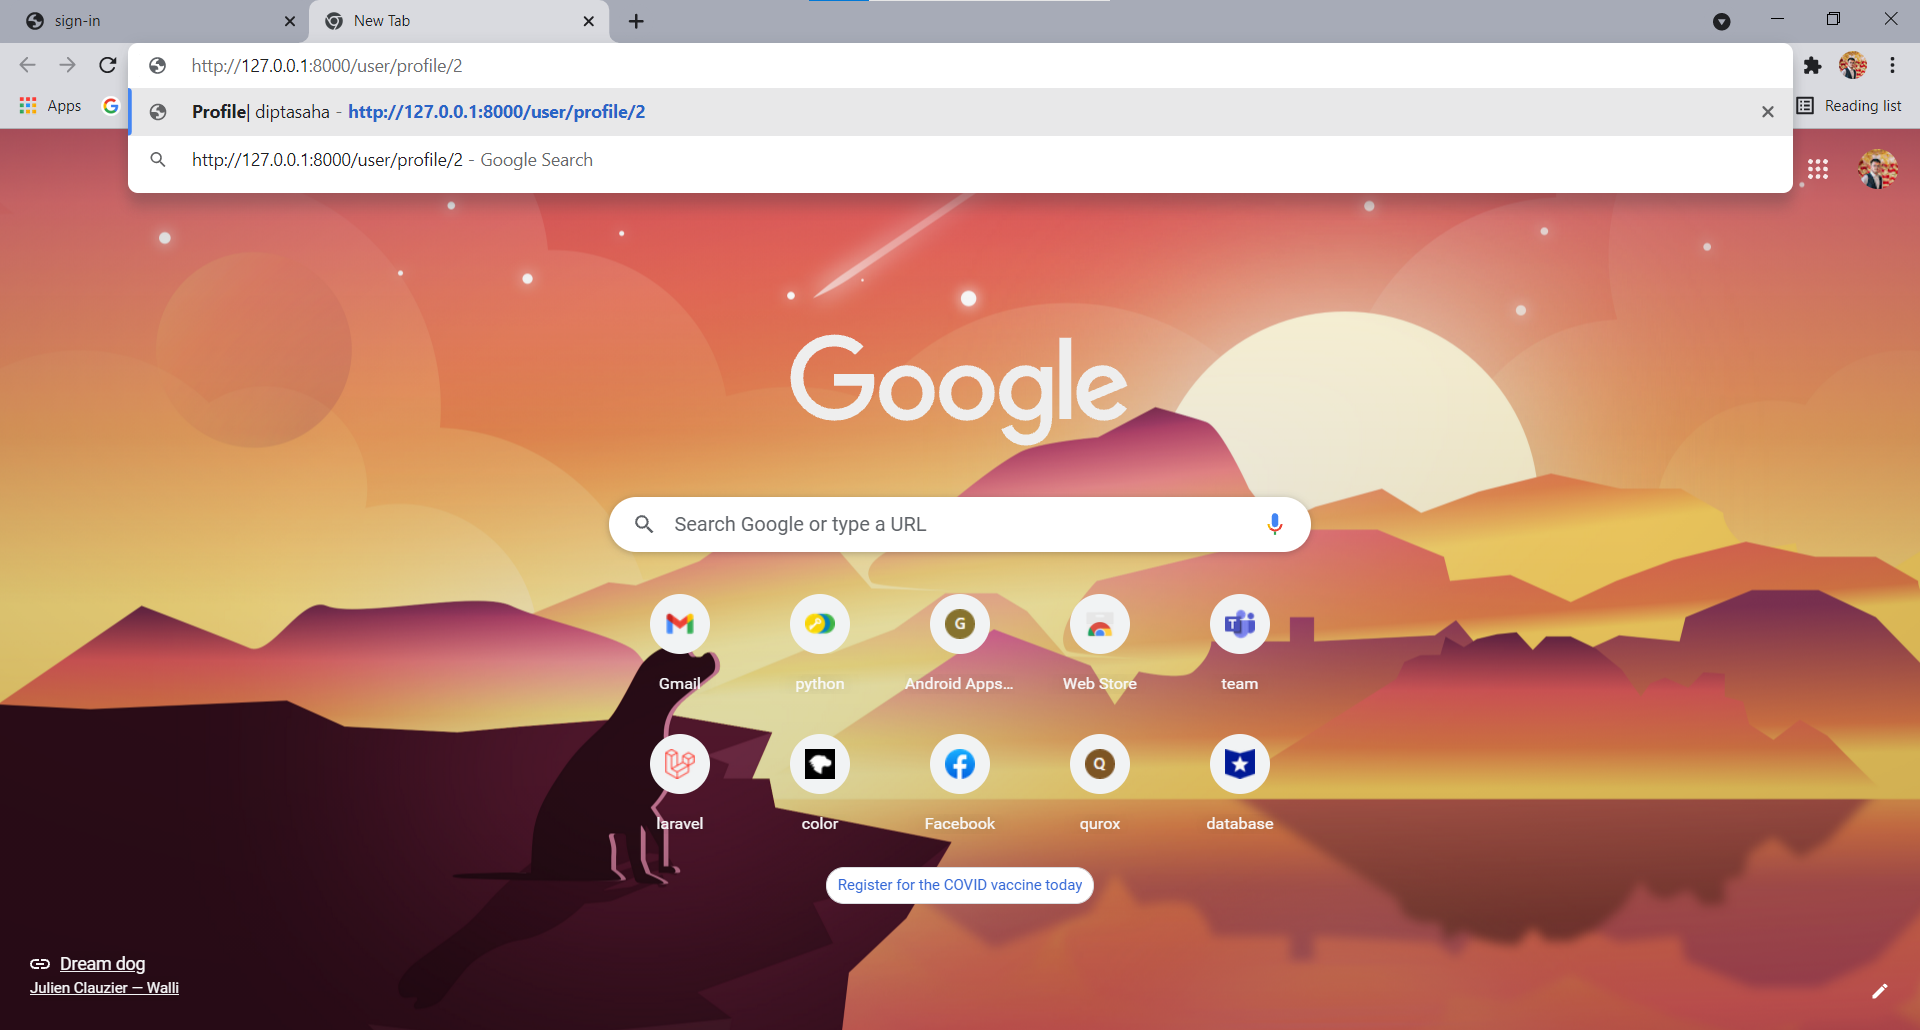 sign-in
New Tab
http://127.0.0.1:8000/user/profile/2
Profile| diptasaha - http://127.0.0.1:8000/user/profile/2
http://127.0.0.1:8000/user/profile/2 - Google Search
Apps
Reading list
Google
Search Google or type a URL
G
T
Gmail
python
Android Apps...
Web Store
team
Q
laravel
color
Facebook
qurox
database
Register for the COVID vaccine today
Dream dog
Julien Clauzier — Walli